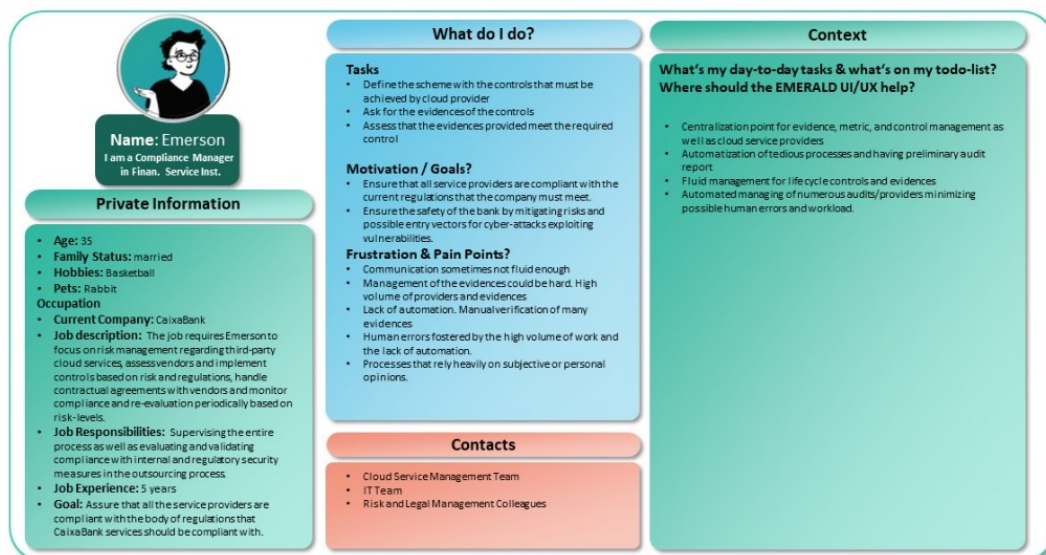 Name: Emerson
I am a Compliance Manager
in Finan. Service Inst.
Private Information
• Age: 35
• Family Status: married
• Hobbies: Basketball
• Pets: Rabbit
Occupation
• Current Company: CaixaBank
• Job description: The job requires Emerson to
focus on risk management regarding third-party
cloud services, assess vendors and implement
controls based on risk and regulations, handle
contractual agreements with vendors and monitor
compliance and re-evaluation periodically based on
risk-levels.
• Job Responsibilities: Supervising the entire
process as well as evaluating and validating
compliance with internal and regulatory security
measures in the outsourcing process.
• Job Experience: 5 years
• Goal: Assure that all the service providers are
compliant with the body of regulations that
CaixaBank services should be compliant with.
What do I do?
Tasks
• Define the scheme with the controls that must be
achieved by cloud provider
• Ask for the evidences of the controls
• Assess that the evidences provided meet the required
control
Motivation / Goals?
• Ensure that all service providers are compliant with the
current regulations that the company must meet.
• Ensure the safety of the bank by mitigating risks and
possible entry vectors for cyber-attacks exploiting
vulnerabilities.
Frustration & Pain Points?
• Communication sometimes not fluid enough
• Management of the evidences could be hard. High
volume of providers and evidences
• Lack of automation. Manual verification of many
evidences
• Human errors fostered by the high volume of work and
the lack of automation.
• Processes that rely heavily on subjective or personal
opinions.
Contacts
• Cloud Service Management Team
• IT Team
• Risk and Legal Management Colleagues
Context
What's my day-to-day tasks & what's on my todo-list?
Where should the EMERALD UI/UX help?
• Centralization point for evidence, metric, and control management as
well as cloud service providers
• Automatization of tedious processes and having preliminary audit
report
• Fluid management for life cycle controls and evidences
• Automated managing of numerous audits/providers minimizing
possible human errors and workload.